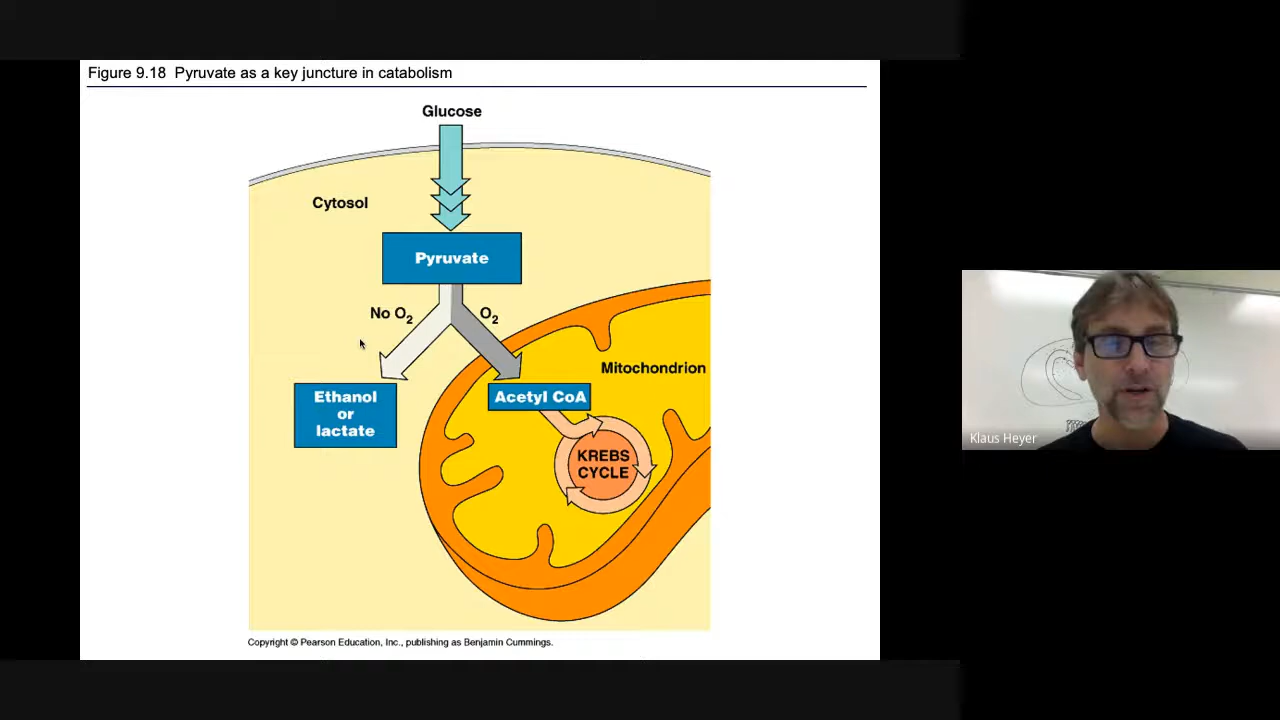 Figure 9.18 Pyruvate as a key juncture in catabolism
Glucose
Cytosol
Pyruvate
No O₂
O₂
Mitochondrion
Ethanol
or
lactate
Acetyl CoA
KREBS
CYCLE
Klaus Heyer
Copyright © Pearson Education, Inc., publishing as Benjamin Cummings.